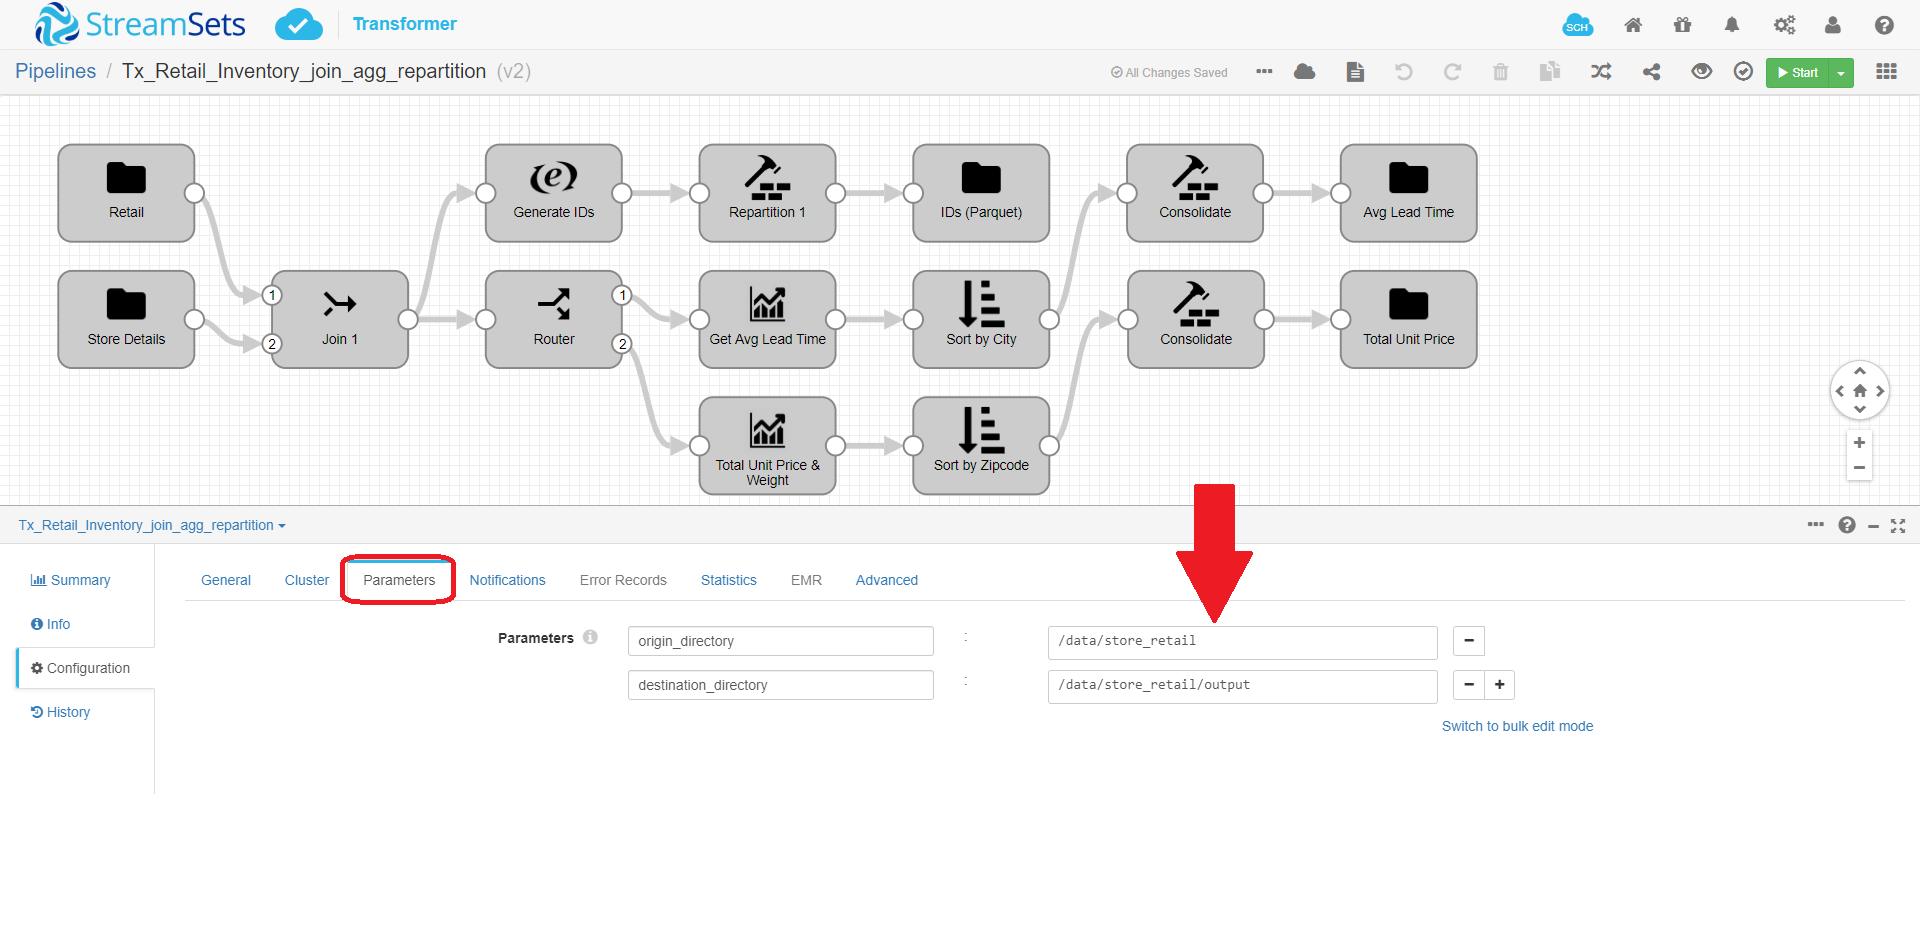 StreamSets Transformer SCH
Pipelines / Tx_Retail_Inventory_join_agg_repartition (v2) All Changes Saved Start
Retail
Generate IDs
Repartition 1
IDs (Parquet)
Consolidate
Avg Lead Time
1
1
Store Details
2
Join 1
Router
2
Get Avg Lead Time
Sort by City
Consolidate
Total Unit Price
Total Unit Price &
Weight
Sort by Zipcode
Tx_Retail_Inventory_join_agg_repartition
Summary
Info
Configuration
History
General Cluster Parameters Notifications Error Records Statistics EMR Advanced
Parameters origin_directory : /data/store_retail
destination_directory : /data/store_retail/output
Switch to bulk edit mode